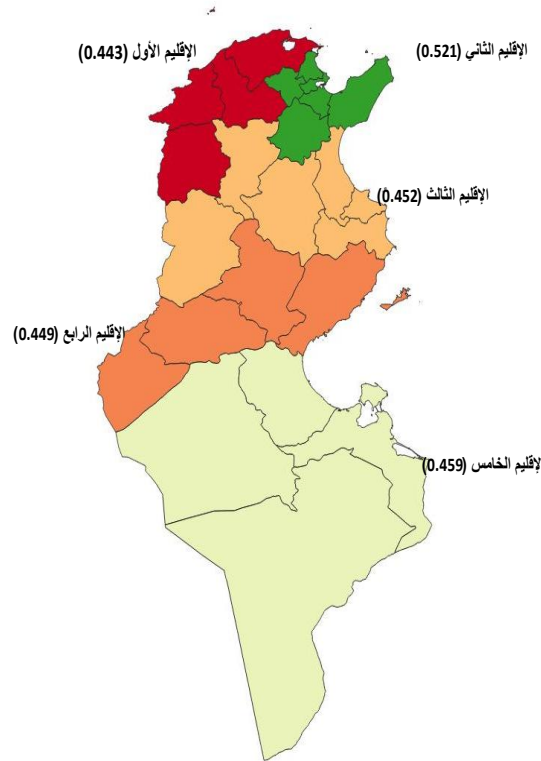 الإقليم الأول (0.443)
الإقليم الثاني (0.521)
الإقليم الثالث (0.452)
الإقليم الرابع (0.449)
لإقليم الخامس (0.459)